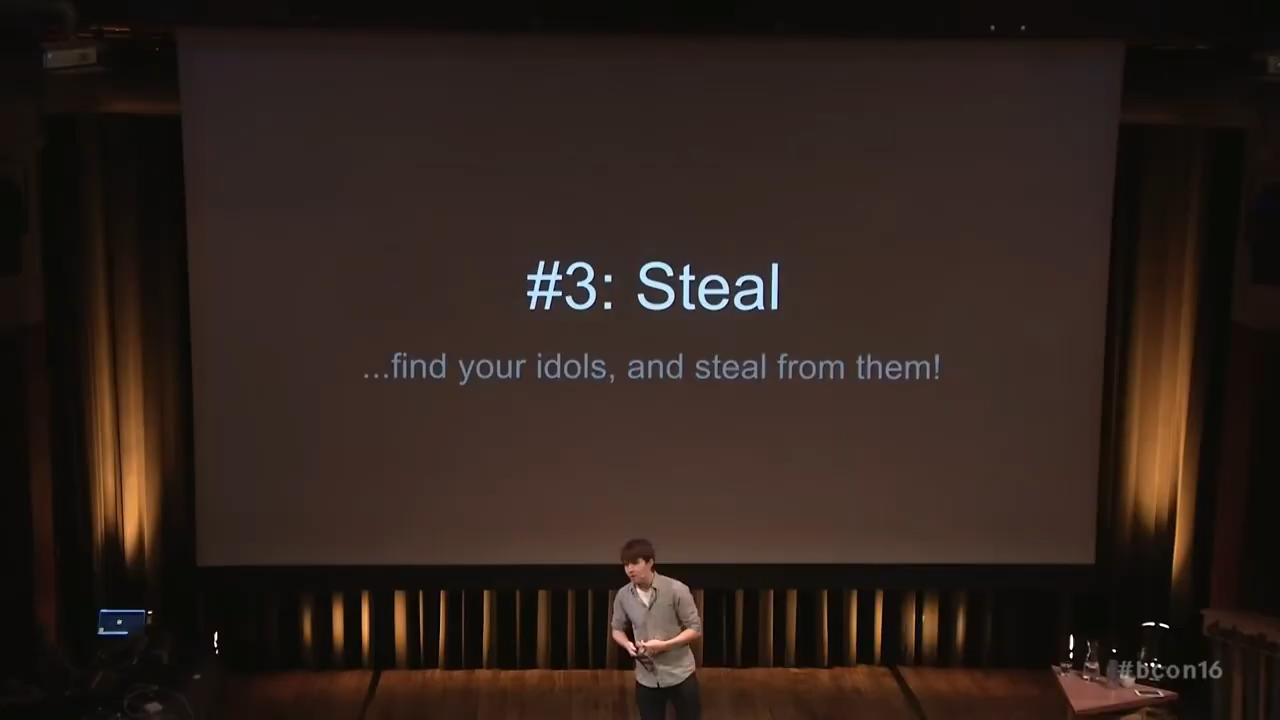 #3: Steal
...find your idols, and steal from them!
#bcon16